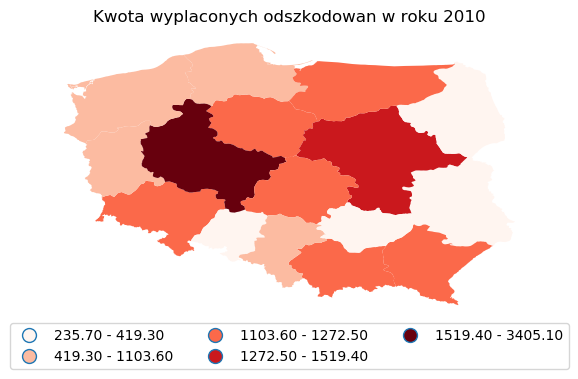 Kwota wyplaconych odszkodowan w roku 2010
235.70 - 419.30
419.30 - 1103.60
1103.60 - 1272.50
1272.50 - 1519.40
1519.40 - 3405.10